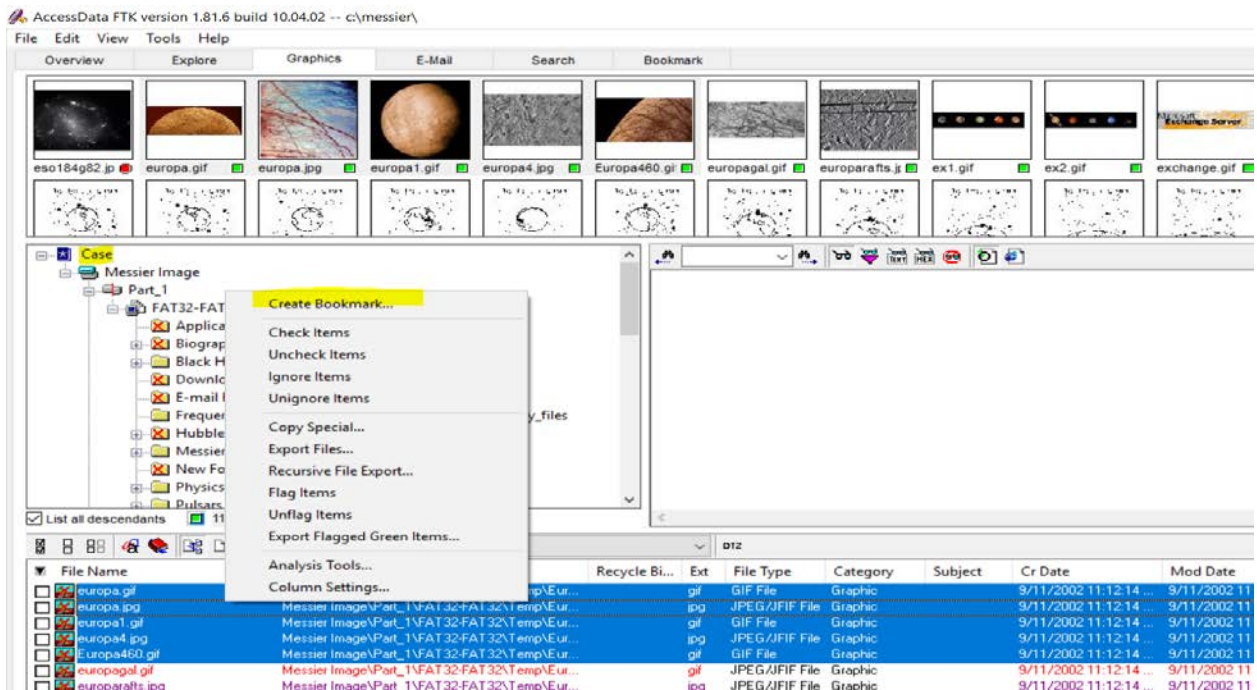 AccessData FTK version 1.81.6 build 10.04.02 -- c:\messier\
File Edit View Tools Help
Overview Explore Graphics E-Mail Search Bookmark
eso184g82.jp europa.gif europa.jpg europa1.gif europa4.jpg Europa460.gi europagal.gif europarafts.jp ex1.gif ex2.gif exchange.gif
Exchange Server
Case
Messier Image
Part_1
FAT32-FAT
Applica
Biograp
Black H
Downlo
E-mail
Frequer y_files
Hubble
Messier
New Fo
Physics
Pulsars
Create Bookmark...
Check Items
Uncheck Items
Ignore Items
Unignore Items
Copy Special...
Export Files...
Recursive File Export...
Flag Items
Unflag Items
Export Flagged Green Items...
Analysis Tools...
Column Settings...
TEXT HEX
List all descendants 11
DTZ
File Name Recycle Bi... Ext File Type Category Subject Cr Date Mod Date
europa.gif mp\Eur... gif GIF File Graphic 9/11/2002 11:12:14 ... 9/11/2002 11
europa.jpg Messier Image\Part_1\FAT32-FAT32\Temp\Eur... jpg JPEG/JFIF File Graphic 9/11/2002 11:12:14 ... 9/11/2002 11
europa1.gif Messier Image\Part_1\FAT32-FAT32\Temp\Eur... gif GIF File Graphic 9/11/2002 11:12:14 ... 9/11/2002 11
europa4.jpg Messier Image\Part_1\FAT32-FAT32\Temp\Eur... jpg JPEG/JFIF File Graphic 9/11/2002 11:12:14 ... 9/11/2002 11
Europa460.gif Messier Image\Part_1\FAT32-FAT32\Temp\Eur... gif GIF File Graphic 9/11/2002 11:12:14 ... 9/11/2002 11
europagal.gif Messier Image\Part_1\FAT32-FAT32\Temp\Eur... gif JPEG/JFIF File Graphic 9/11/2002 11:12:14 ... 9/11/2002 11
europarafts.jpg Messier Image\Part_1\FAT32-FAT32\Temp\Eur... jpg JPEG/JFIF File Graphic 9/11/2002 11:12:14 ... 9/11/2002 11